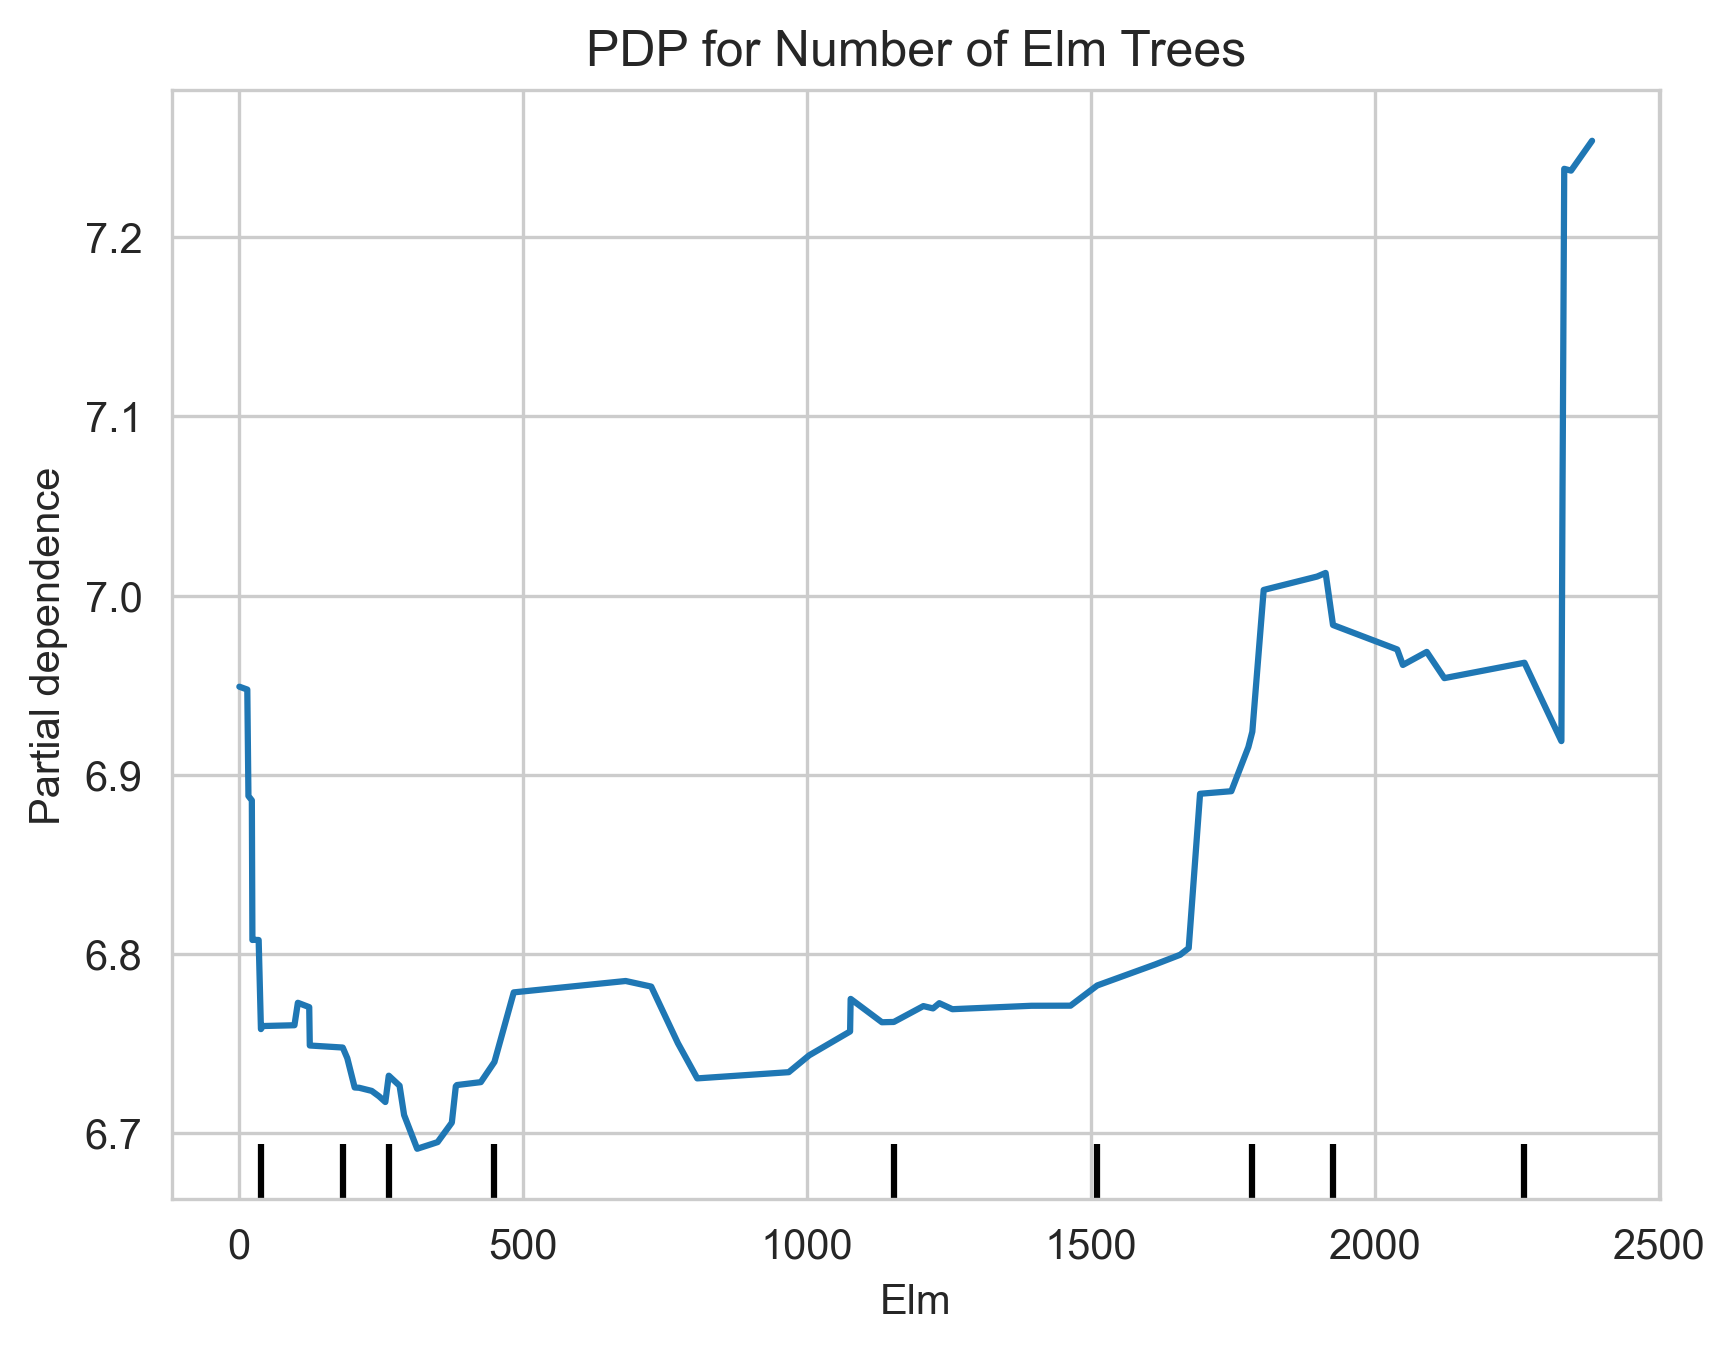 PDP for Number of Elm Trees
7.2
7.1
7.0
6.9
6.8
6.7
Partial dependence
0 500 1000 1500 2000 2500
Elm